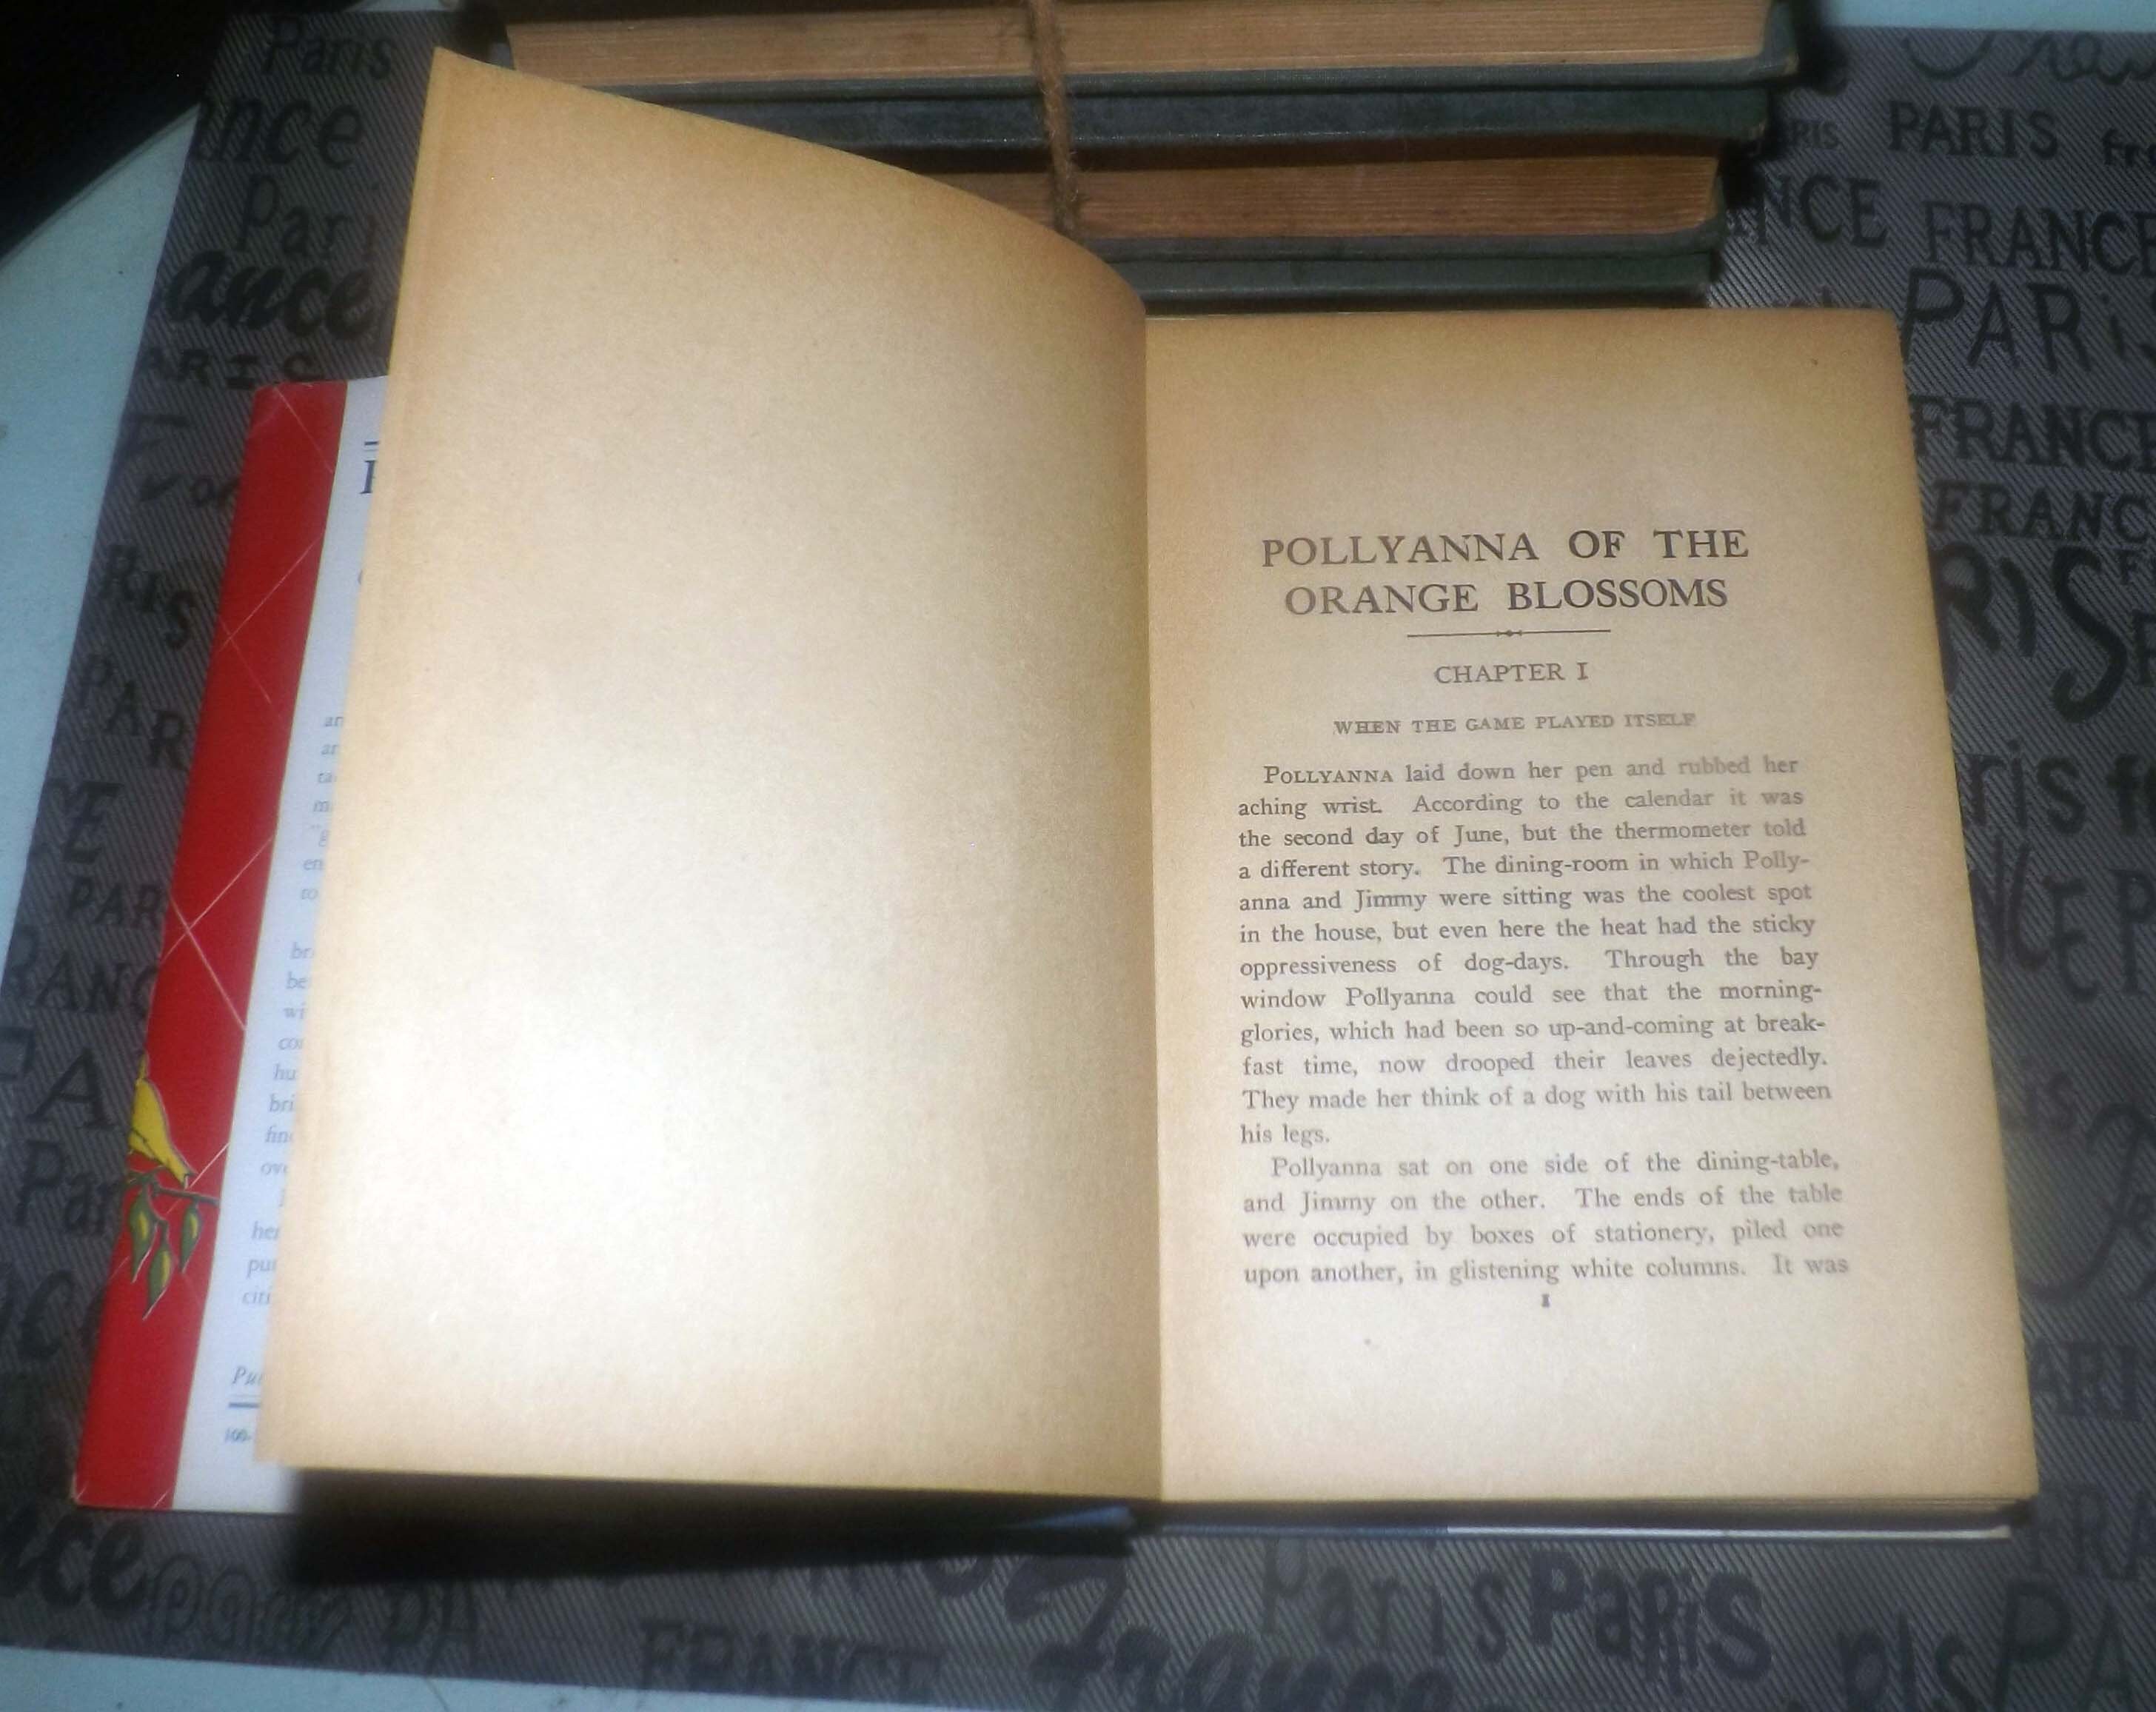 POLLYANNA OF THE
ORANGE BLOSSOMS
CHAPTER I
WHEN THE GAME PLAYED ITSELF
POLLYANNA laid down her pen and rubbed her
aching wrist. According to the calendar it was
the second day of June, but the thermometer told
a different story. The dining-room in which Polly-
anna and Jimmy were sitting was the coolest spot
in the house, but even here the heat had the sticky
oppressiveness of dog-days. Through the bay
window Pollyanna could see that the morning-
glories, which had been so up-and-coming at break-
fast time, now drooped their leaves dejectedly.
They made her think of a dog with his tail between
his legs.
Pollyanna sat on one side of the dining-table,
and Jimmy on the other. The ends of the table
were occupied by boxes of stationery, piled one
upon another, in glistening white columns. It was
1
Paris
PARIS
FRANCE
PARIS
FRANCE
FRANCE
Paris
PARIS
FRANCE
france